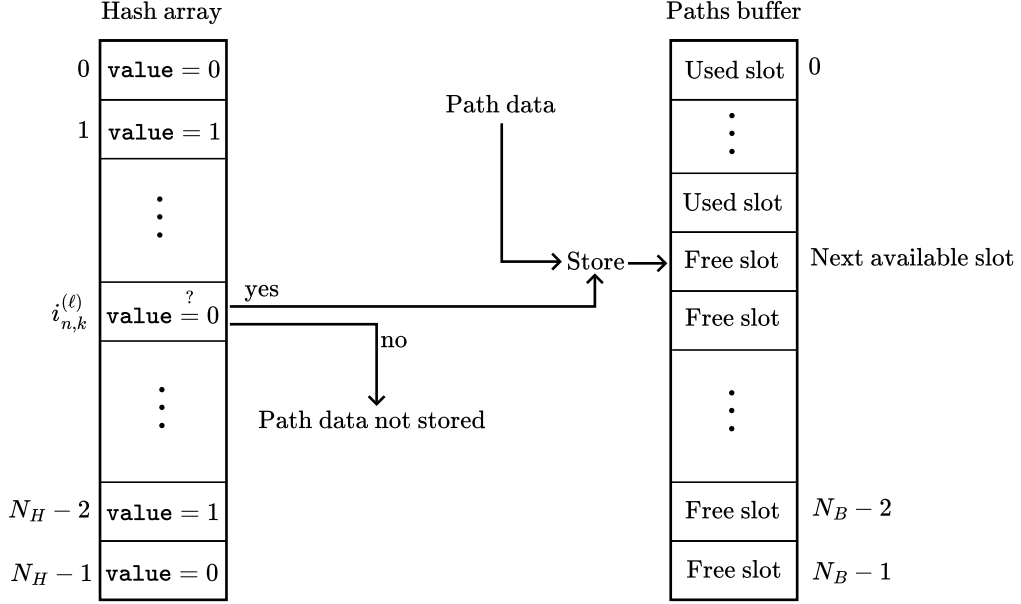 Hash array
Paths buffer
0 value = 0
Used slot 0
1 value = 1
Path data
Used slot
Store
Free slot Next available slot
yes
i_{n,k}^{(ℓ)} value =^? 0
Free slot
no
Path data not stored
N_H − 2 value = 1
Free slot N_B − 2
N_H − 1 value = 0
Free slot N_B − 1